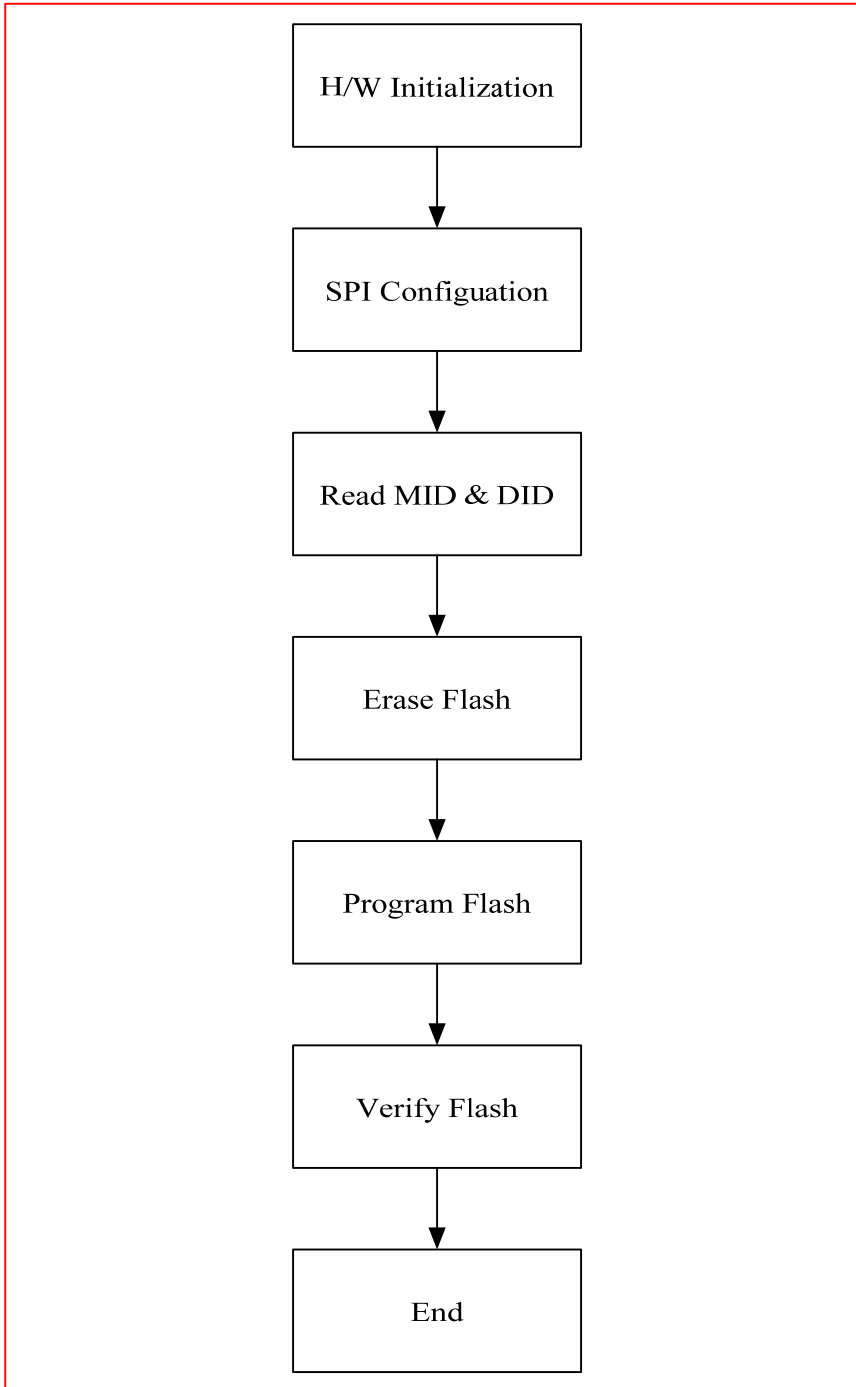 H/W Initialization
SPI Configuation
Read MID & DID
Erase Flash
Program Flash
Verify Flash
End